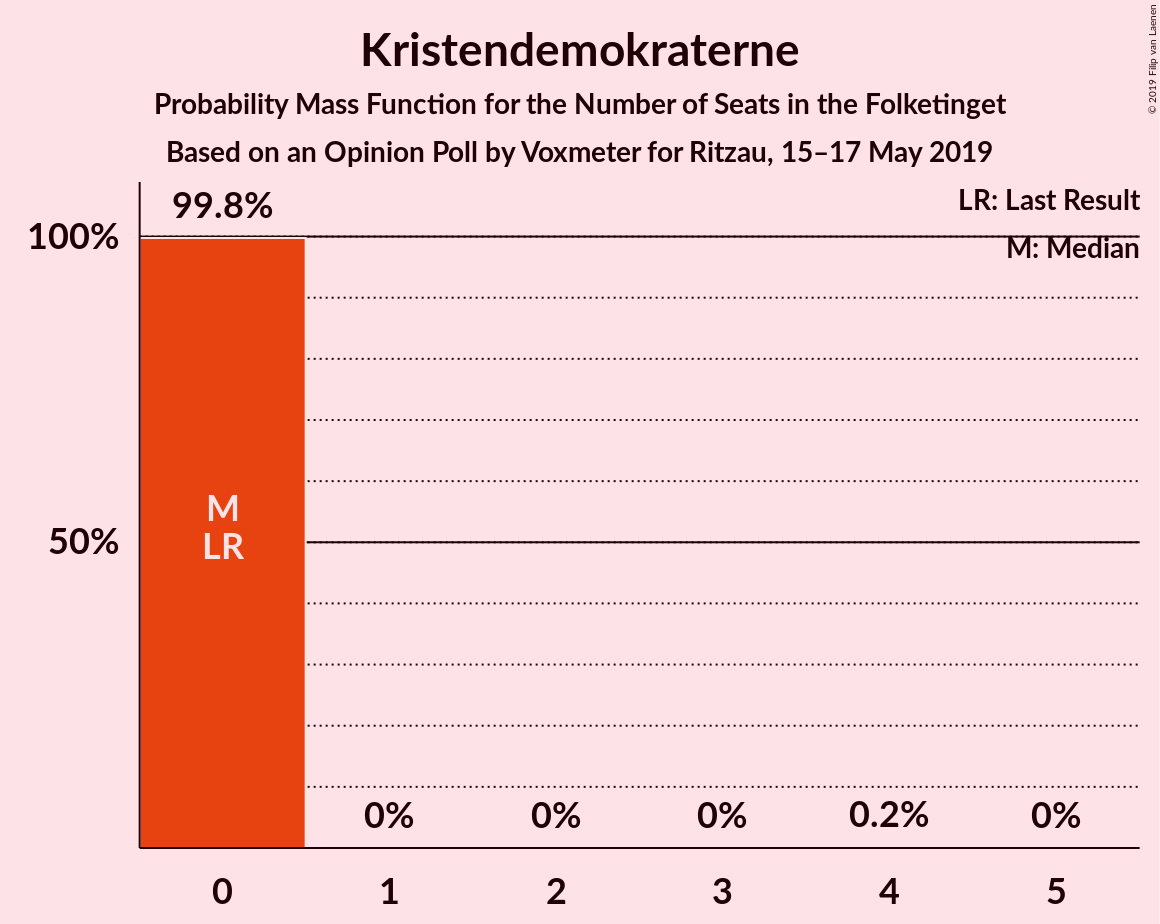 Kristendemokraterne
Probability Mass Function for the Number of Seats in the Folketinget
Based on an Opinion Poll by Voxmeter for Ritzau, 15–17 May 2019
© 2019 Filip van Laenen
LR: Last Result
M: Median
99.8%
100%
50%
M
LR
0%
0%
0%
0.2%
0%
0
1
2
3
4
5